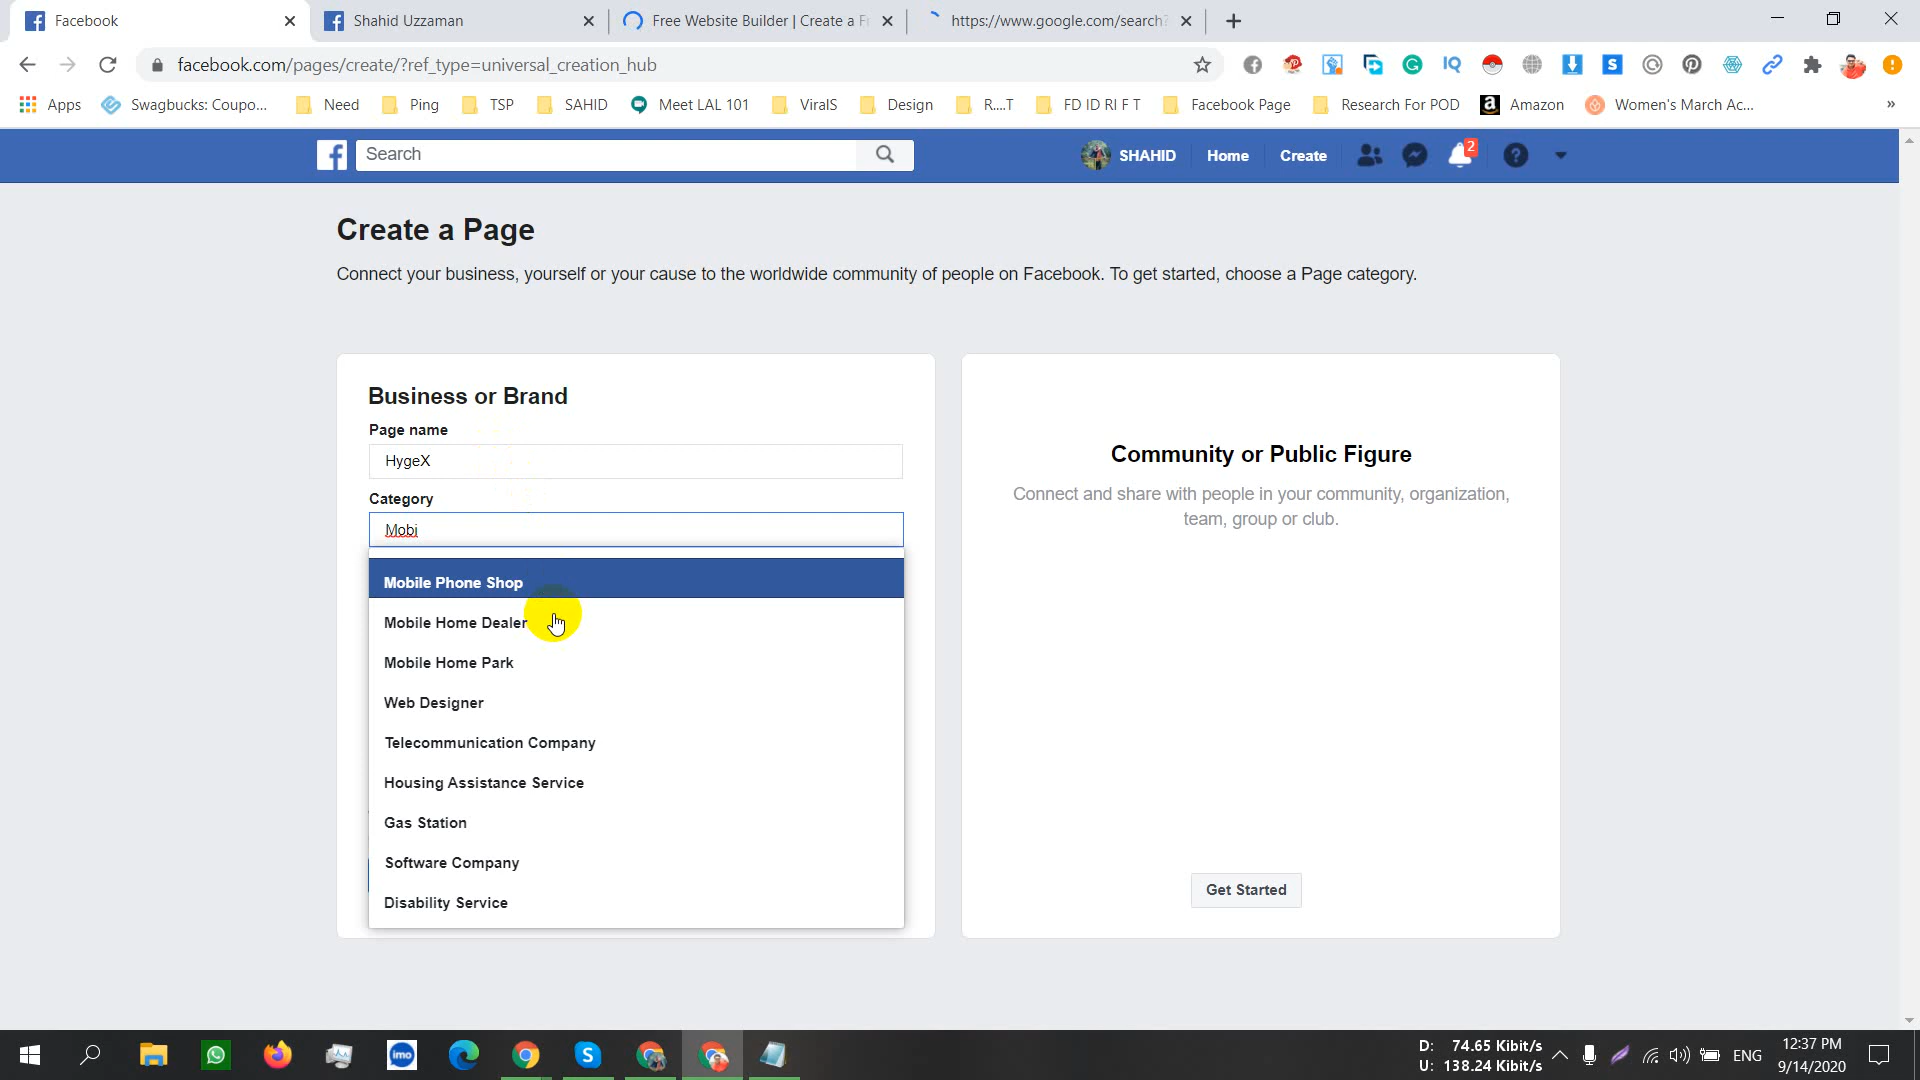 Facebook
Shahid Uzzaman
Free Website Builder | Create a F
https://www.google.com/search?
facebook.com/pages/create/?ref_type=universal_creation_hub
Apps
Swagbucks: Coupo...
Need
Ping
TSP
SAHID
Meet LAL 101
ViralS
Design
R....T
FD ID RI F T
Facebook Page
Research For POD
Amazon
Women's March Ac...
»
Search
SHAHID
Home
Create
2
Create a Page
Connect your business, yourself or your cause to the worldwide community of people on Facebook. To get started, choose a Page category.
Business or Brand
Page name
HygeX
Category
Mobi
Mobile Phone Shop
Mobile Home Dealer
Mobile Home Park
Web Designer
Telecommunication Company
Housing Assistance Service
Gas Station
Software Company
Disability Service
Community or Public Figure
Connect and share with people in your community, organization,
team, group or club.
Get Started
imo
D: 74.65 Kibit/s
U: 138.24 Kibit/s
ENG
12:37 PM
9/14/2020